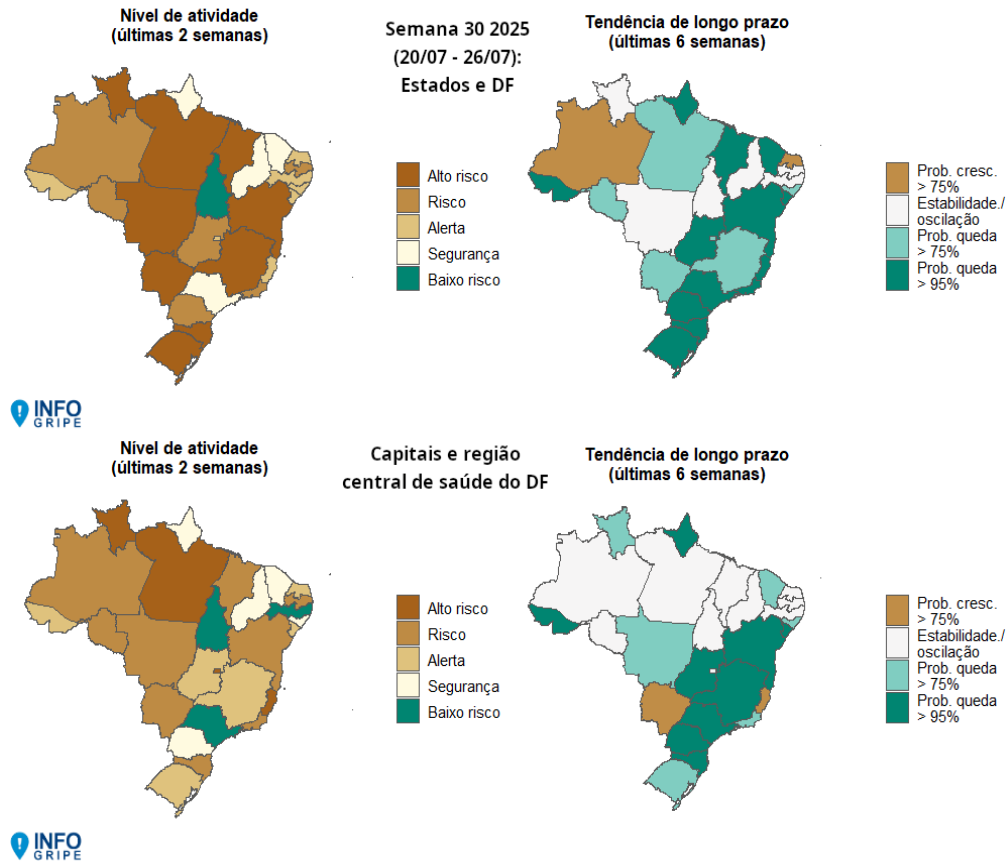 Nível de atividade
(últimas 2 semanas)
Semana 30 2025
(20/07 - 26/07):
Estados e DF
Tendência de longo prazo
(últimas 6 semanas)
Alto risco
Risco
Alerta
Segurança
Baixo risco
Prob. cresc.
> 75%
Estabilidade./
oscilação
Prob. queda
> 75%
Prob. queda
> 95%
INFO
GRIPE
Nível de atividade
(últimas 2 semanas)
Capitais e região
central de saúde do DF
Tendência de longo prazo
(últimas 6 semanas)
Alto risco
Risco
Alerta
Segurança
Baixo risco
Prob. cresc.
> 75%
Estabilidade./
oscilação
Prob. queda
> 75%
Prob. queda
> 95%
INFO
GRIPE